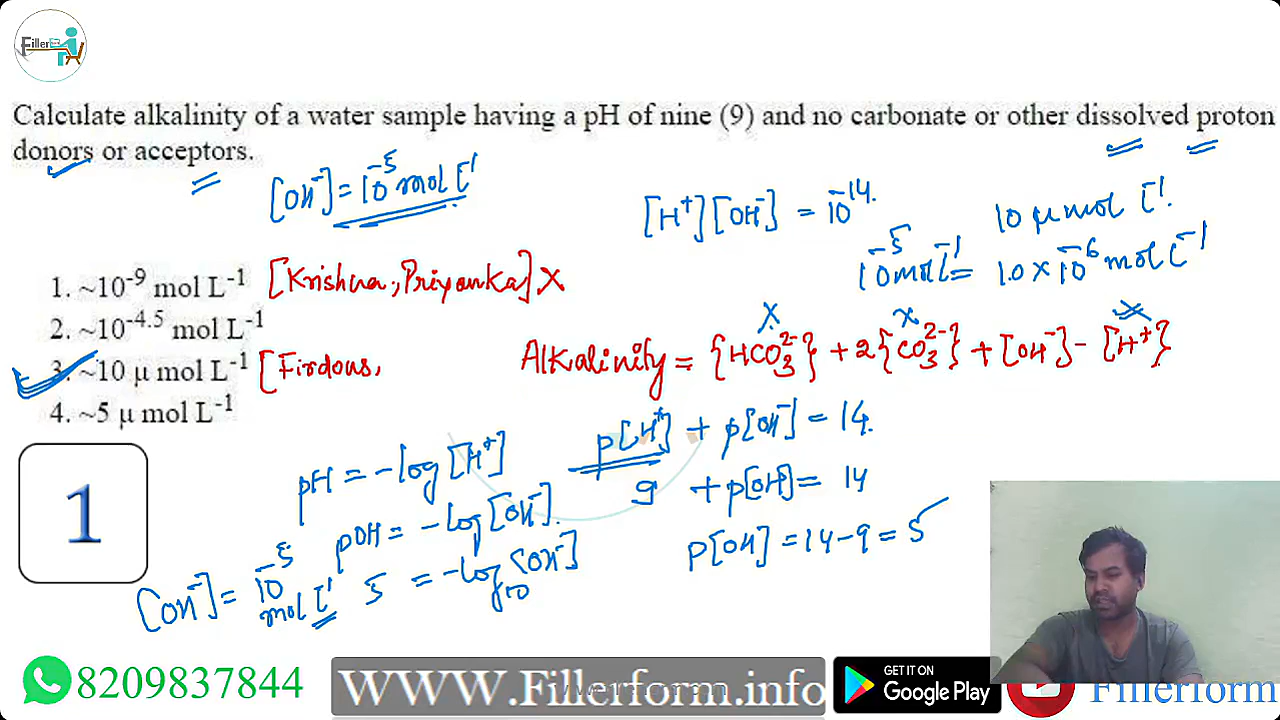 Fillerform
Calculate alkalinity of a water sample having a pH of nine (9) and no carbonate or other dissolved proton
donors or acceptors.
[OH⁻] = 10⁻⁵ mol L⁻¹
[H⁺][OH⁻] = 10⁻¹⁴.
10 μ mol L⁻¹.
10⁻⁵ mol L⁻¹ = 10 × 10⁻⁶ mol L⁻¹
1. ~10⁻⁹ mol L⁻¹ [Krishna, Priyanka] X
2. ~10⁻⁴·⁵ mol L⁻¹
X x X
3. ~10 μ mol L⁻¹ [Firdous,
Alkalinity = {HCO₃²⁻} + 2{CO₃²⁻} + [OH⁻] - [H⁺}
4. ~5 μ mol L⁻¹
p[H⁺] + p[OH⁻] = 14.
pH = -log[H⁺]
9 + p[OH] = 14
1
pOH = -log[OH⁻].
p[OH] = 14-9 = 5
5 = -log₁₀[OH⁻]
[OH⁻] = 10⁻⁵
mol L⁻¹
8209837844
WWW.Fillerform.info
GET IT ON
Google Play
Fillerform